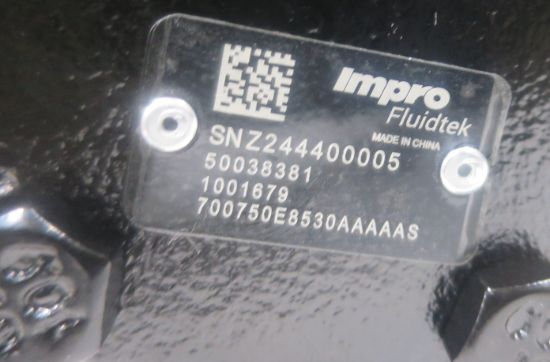 Impro
Fluidtek
MADE IN CHINA
SNZ244400005
50038381
1001679
700750E8530AAAAAS